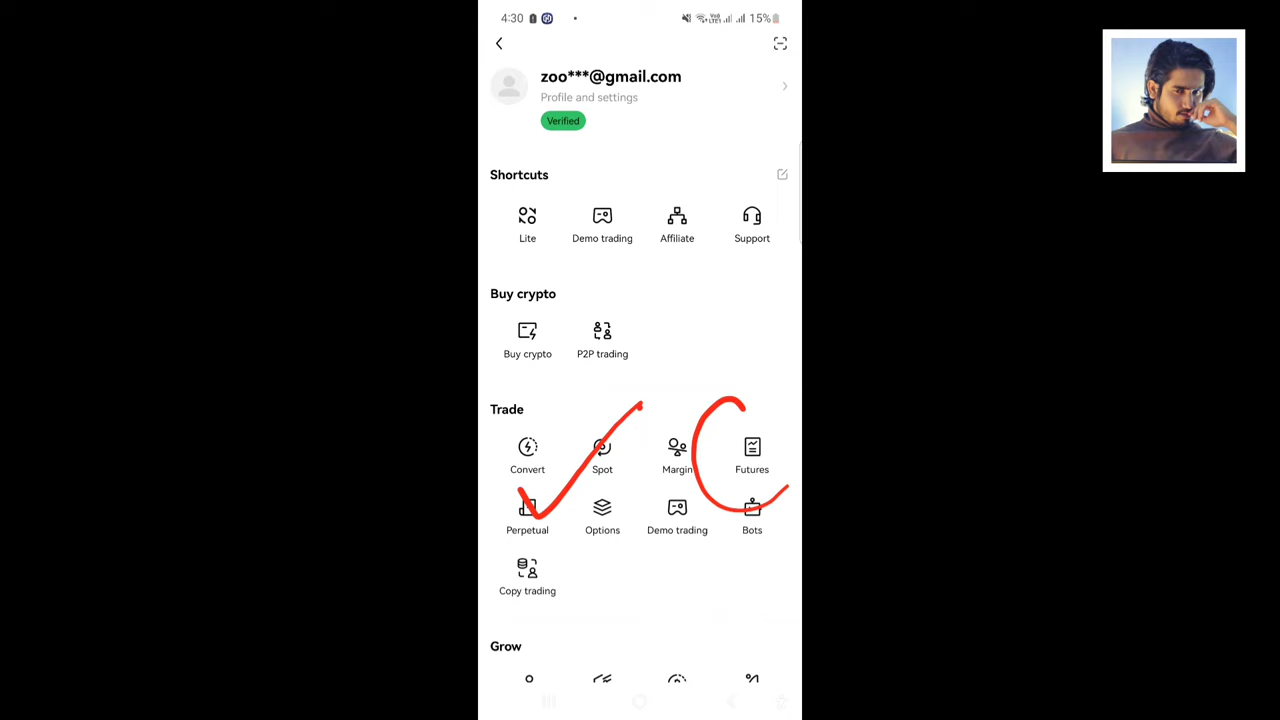 4:30 15%
zoo***@gmail.com
Profile and settings
Verified
Shortcuts
Lite Demo trading Affiliate Support
Buy crypto
Buy crypto P2P trading
Trade
Convert Spot Margin Futures
Perpetual Options Demo trading Bots
Copy trading
Grow